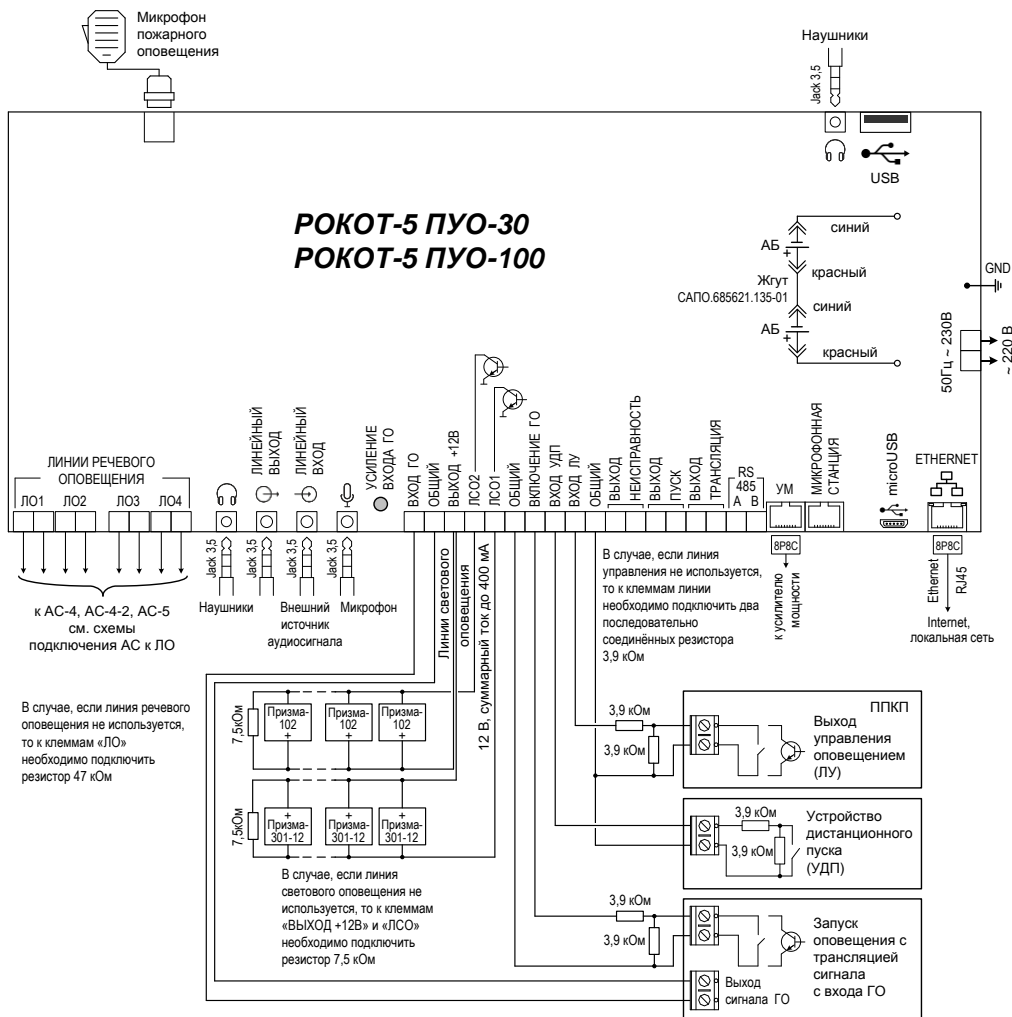 Микрофон
пожарного
оповещения
Наушники
Jack 3,5
USB
РОКОТ-5 ПУО-30
РОКОТ-5 ПУО-100
синий
АБ
+
красный
Жгут
САПО.685621.135-01
синий
АБ
+
красный
GND
50Гц ~ 230В
~ 220 В
ЛИНИИ РЕЧЕВОГО
ОПОВЕЩЕНИЯ
ЛО1
ЛО2
ЛО3
ЛО4
ЛИНЕЙНЫЙ
ВЫХОД
ЛИНЕЙНЫЙ
ВХОД
УСИЛЕНИЕ
ВХОДА ГО
ВХОД ГО
ОБЩИЙ
ВЫХОД +12В
ЛСО2
ЛСО1
ОБЩИЙ
ВКЛЮЧЕНИЕ ГО
ВХОД УДП
ВХОД ЛУ
ОБЩИЙ
ВЫХОД
НЕИСПРАВНОСТЬ
ВЫХОД
ПУСК
ВЫХОД
ТРАНСЛЯЦИЯ
RS
485
A B
УМ
МИКРОФОННАЯ
СТАНЦИЯ
microUSB
ETHERNET
Jack 3,5
Jack 3,5
Jack 3,5
Jack 3,5
Наушники
Внешний
источник
аудиосигнала
Микрофон
8P8C
к усилителю
мощности
8P8C
Ethernet
RJ45
Internet,
локальная сеть
к АС-4, АС-4-2, АС-5
см. схемы
подключения АС к ЛО
В случае, если линия речевого
оповещения не используется,
то к клеммам «ЛО»
необходимо подключить
резистор 47 кОм
Линии светового
оповещения
12 В, суммарный ток до 400 мА
В случае, если линия
управления не используется,
то к клеммам линии
необходимо подключить два
последовательно
соединённых резистора
3,9 кОм
7,5кОм
Призма-
102
+
Призма-
102
+
Призма-
102
+
7,5кОм
+
Призма-
301-12
+
Призма-
301-12
+
Призма-
301-12
В случае, если линия
светового оповещения не
используется, то к клеммам
«ВЫХОД +12В» и «ЛСО»
необходимо подключить
резистор 7,5 кОм
3,9 кОм
3,9 кОм
ППКП
Выход
управления
оповещением
(ЛУ)
3,9 кОм
3,9 кОм
Устройство
дистанционного
пуска
(УДП)
3,9 кОм
3,9 кОм
Запуск
оповещения с
трансляцией
сигнала
с входа ГО
Выход
сигнала ГО